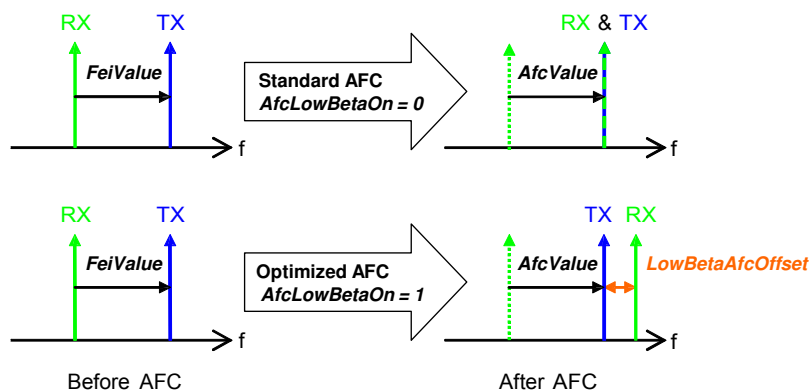 RX TX RX & TX
FeiValue Standard AFC AfcValue
AfcLowBetaOn = 0
f f
RX TX TX RX
FeiValue Optimized AFC AfcValue LowBetaAfcOffset
AfcLowBetaOn = 1
f f
Before AFC After AFC